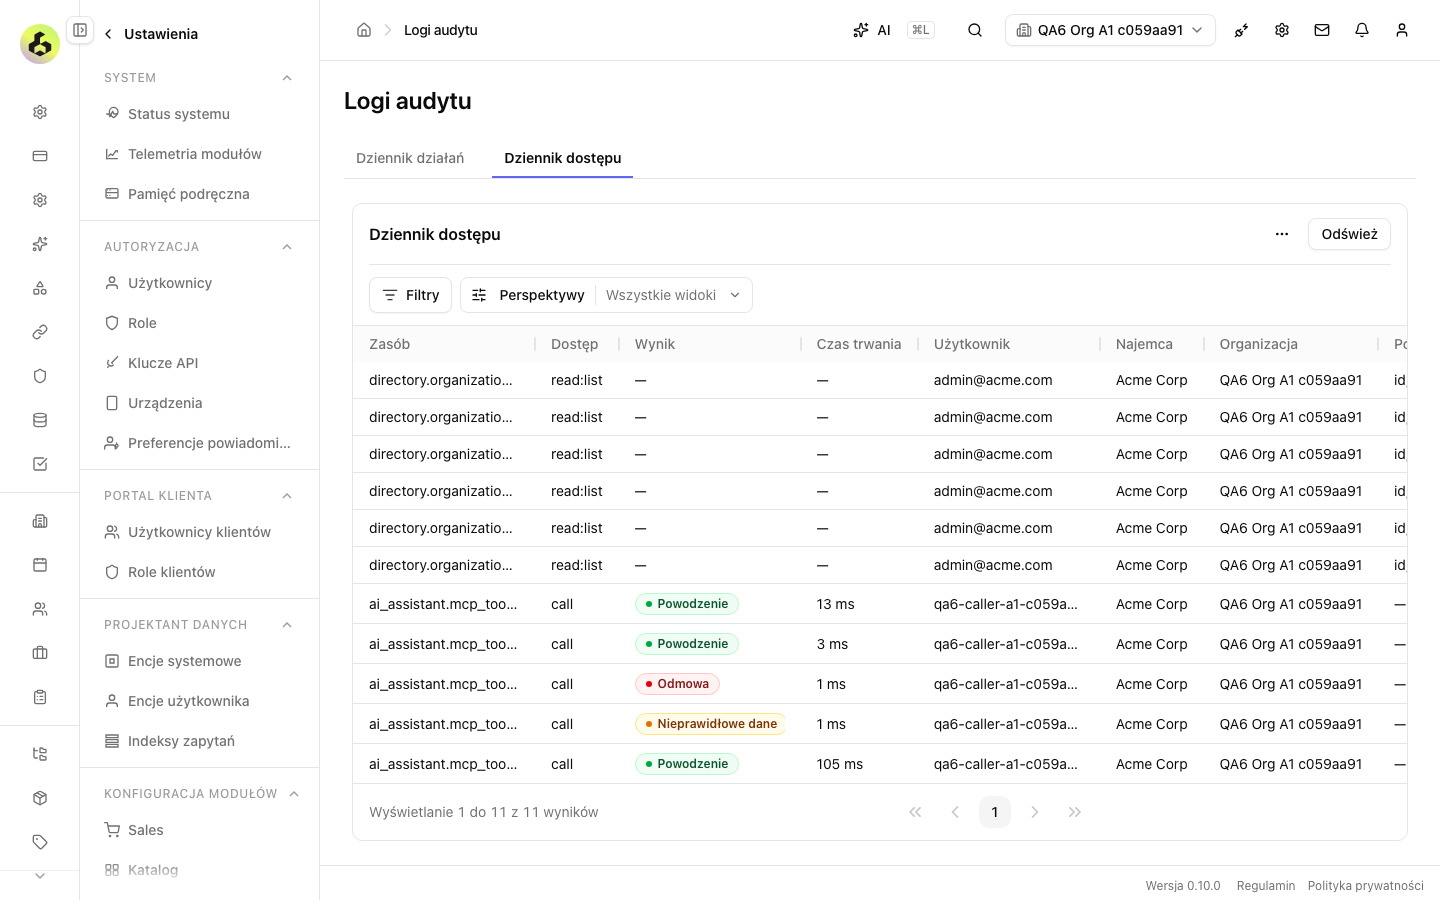 Ustawienia
Logi audytu
AI
⌘L
QA6 Org A1 c059aa91
SYSTEM
Status systemu
Telemetria modułów
Pamięć podręczna
AUTORYZACJA
Użytkownicy
Role
Klucze API
Urządzenia
Preferencje powiadomi...
PORTAL KLIENTA
Użytkownicy klientów
Role klientów
PROJEKTANT DANYCH
Encje systemowe
Encje użytkownika
Indeksy zapytań
KONFIGURACJA MODUŁÓW
Sales
Katalog
Logi audytu
Dziennik działań
Dziennik dostępu
Dziennik dostępu
Odśwież
Filtry
Perspektywy
Wszystkie widoki
Zasób Dostęp Wynik Czas trwania Użytkownik Najemca Organizacja
directory.organizatio... read:list — — admin@acme.com Acme Corp QA6 Org A1 c059aa91 id
directory.organizatio... read:list — — admin@acme.com Acme Corp QA6 Org A1 c059aa91 id
directory.organizatio... read:list — — admin@acme.com Acme Corp QA6 Org A1 c059aa91 id
directory.organizatio... read:list — — admin@acme.com Acme Corp QA6 Org A1 c059aa91 id
directory.organizatio... read:list — — admin@acme.com Acme Corp QA6 Org A1 c059aa91 id
directory.organizatio... read:list — — admin@acme.com Acme Corp QA6 Org A1 c059aa91 id
ai_assistant.mcp_too... call Powodzenie 13 ms qa6-caller-a1-c059a... Acme Corp QA6 Org A1 c059aa91 —
ai_assistant.mcp_too... call Powodzenie 3 ms qa6-caller-a1-c059a... Acme Corp QA6 Org A1 c059aa91 —
ai_assistant.mcp_too... call Odmowa 1 ms qa6-caller-a1-c059a... Acme Corp QA6 Org A1 c059aa91 —
ai_assistant.mcp_too... call Nieprawidłowe dane 1 ms qa6-caller-a1-c059a... Acme Corp QA6 Org A1 c059aa91 —
ai_assistant.mcp_too... call Powodzenie 105 ms qa6-caller-a1-c059a... Acme Corp QA6 Org A1 c059aa91 —
Wyświetlanie 1 do 11 z 11 wyników
1
Wersja 0.10.0 Regulamin Polityka prywatności